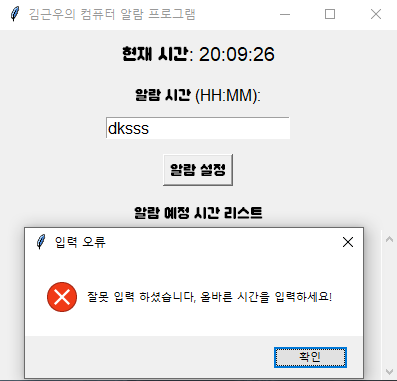 김근우의 컴퓨터 알람 프로그램
현재 시간: 20:09:26
알람 시간 (HH:MM):
dksss
알람 설정
알람 예정 시간 리스트
입력 오류
잘못 입력 하셨습니다, 올바른 시간을 입력하세요!
확인